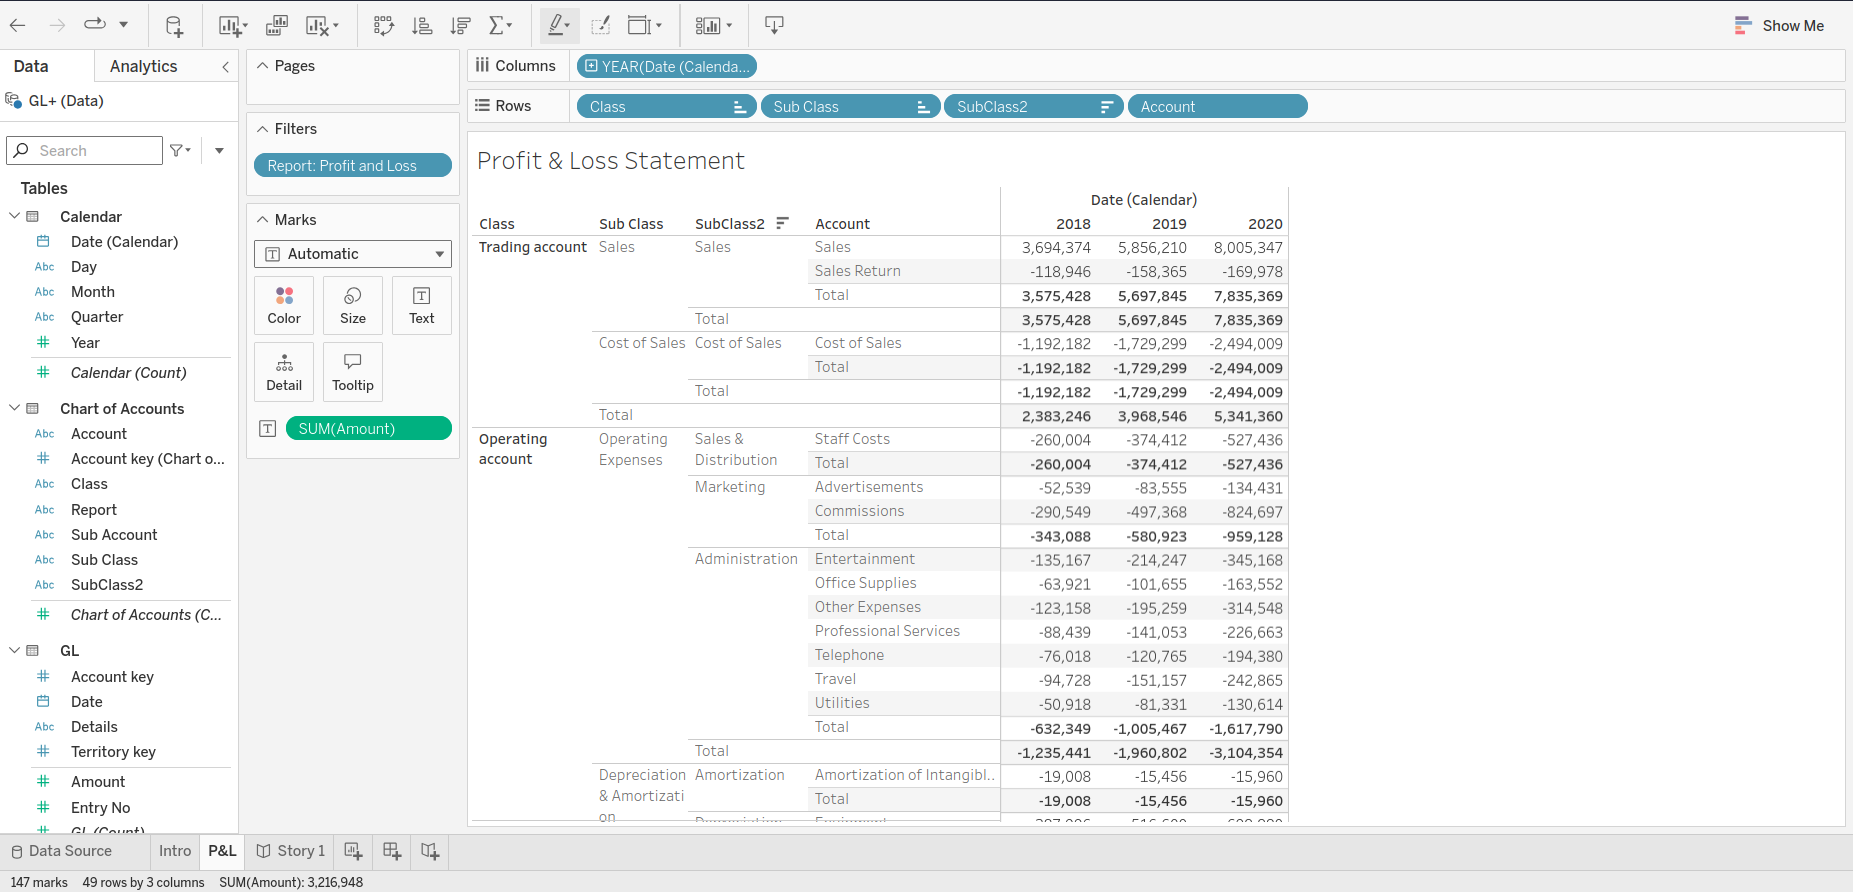 Show Me
Data
Analytics
GL+ (Data)
Search
Tables
Calendar
Date (Calendar)
Abc Day
Abc Month
Abc Quarter
# Year
# Calendar (Count)
Chart of Accounts
Abc Account
# Account key (Chart o...
Abc Class
Abc Report
Abc Sub Account
Abc Sub Class
Abc SubClass2
# Chart of Accounts (C...
GL
# Account key
Date
Abc Details
# Territory key
# Amount
# Entry No
# GL (Count)
Pages
Filters
Report: Profit and Loss
Marks
T Automatic
Color
Size
T Text
Detail
Tooltip
T SUM(Amount)
Columns YEAR(Date (Calenda...
Rows Class Sub Class SubClass2 Account
Profit & Loss Statement
Date (Calendar)
Class Sub Class SubClass2 Account 2018 2019 2020
Trading account Sales Sales Sales 3,694,374 5,856,210 8,005,347
Sales Return -118,946 -158,365 -169,978
Total 3,575,428 5,697,845 7,835,369
Total 3,575,428 5,697,845 7,835,369
Cost of Sales Cost of Sales Cost of Sales -1,192,182 -1,729,299 -2,494,009
Total -1,192,182 -1,729,299 -2,494,009
Total -1,192,182 -1,729,299 -2,494,009
Total 2,383,246 3,968,546 5,341,360
Operating Operating Sales & Staff Costs -260,004 -374,412 -527,436
account Expenses Distribution Total -260,004 -374,412 -527,436
Marketing Advertisements -52,539 -83,555 -134,431
Commissions -290,549 -497,368 -824,697
Total -343,088 -580,923 -959,128
Administration Entertainment -135,167 -214,247 -345,168
Office Supplies -63,921 -101,655 -163,552
Other Expenses -123,158 -195,259 -314,548
Professional Services -88,439 -141,053 -226,663
Telephone -76,018 -120,765 -194,380
Travel -94,728 -151,157 -242,865
Utilities -50,918 -81,331 -130,614
Total -632,349 -1,005,467 -1,617,790
Total -1,235,441 -1,960,802 -3,104,354
Depreciation Amortization Amortization of Intangibl.. -19,008 -15,456 -15,960
& Amortizati Total -19,008 -15,456 -15,960
on
Data Source Intro P&L Story 1
147 marks 49 rows by 3 columns SUM(Amount): 3,216,948